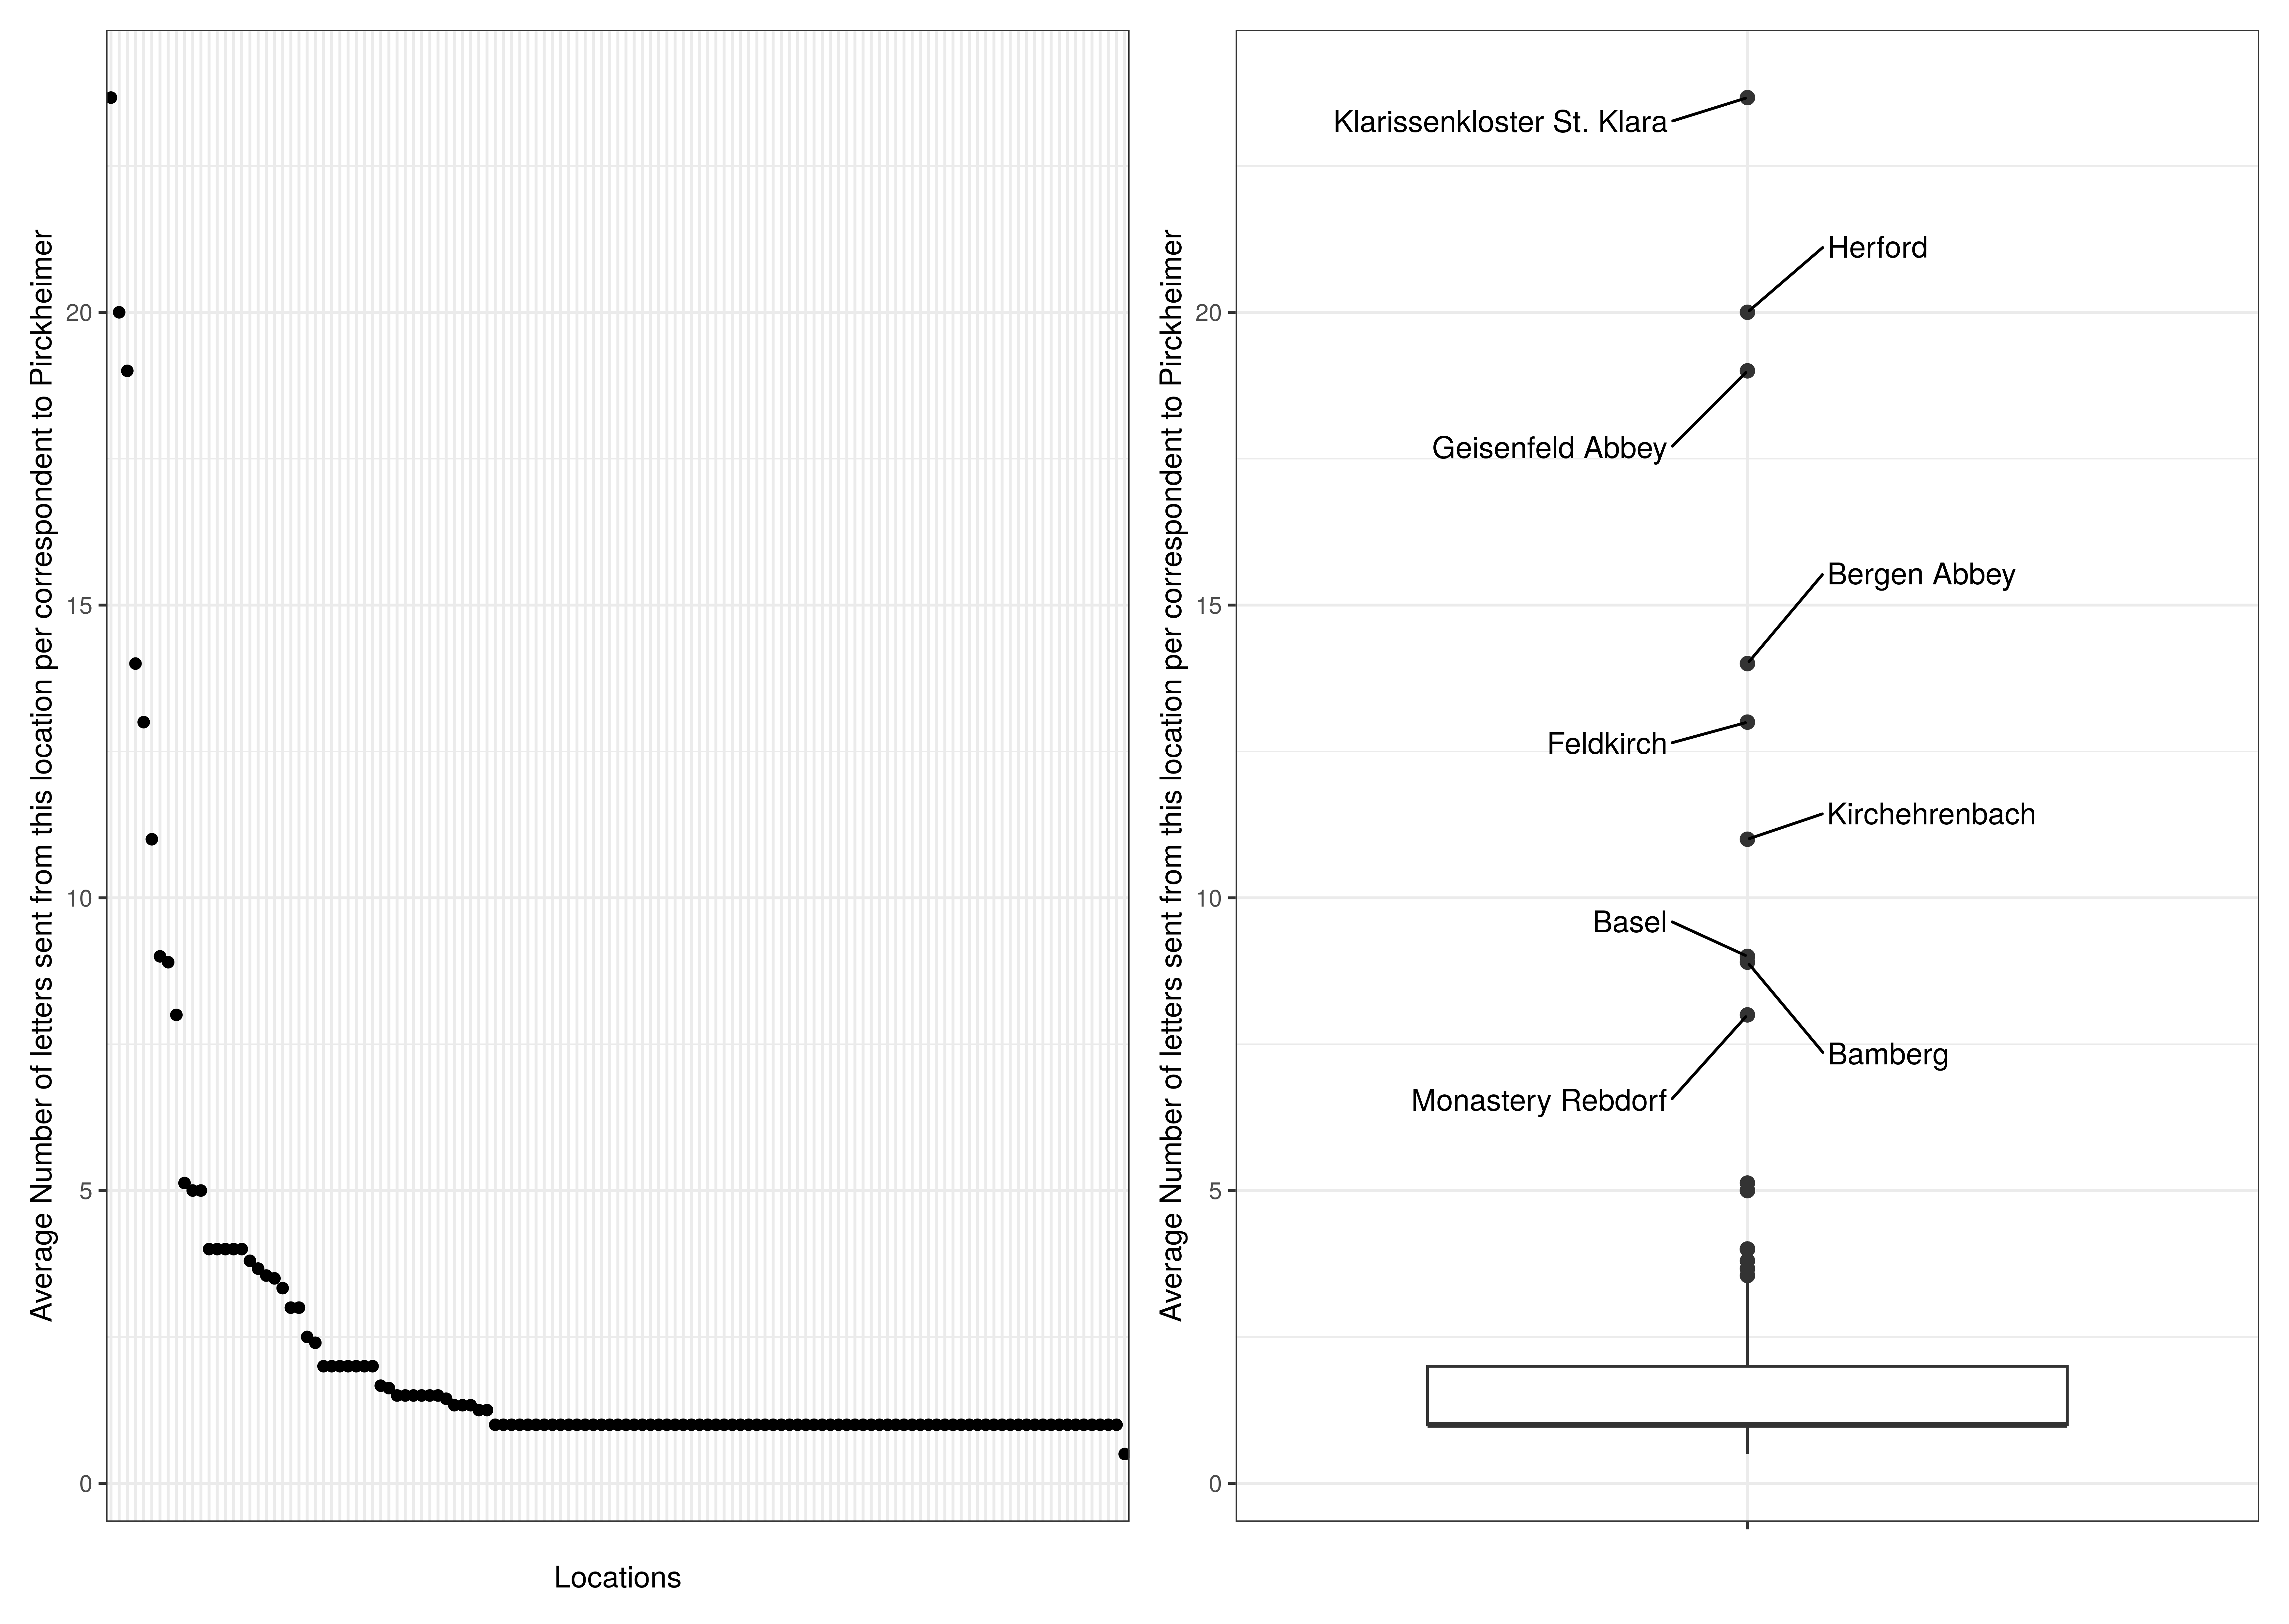 Average Number of letters sent from this location per correspondent to Pirckheimer
20
15
10
5
0
Locations
Average Number of letters sent from this location per correspondent to Pirckheimer
20
15
10
5
0
Klarissenkloster St. Klara
Herford
Geisenfeld Abbey
Bergen Abbey
Feldkirch
Kirchehrenbach
Basel
Bamberg
Monastery Rebdorf